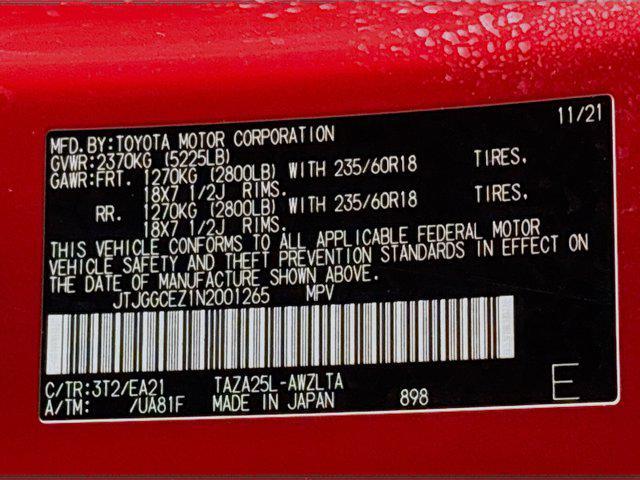 11/21
MFD.BY:TOYOTA MOTOR CORPORATION
GVWR:2370KG (5225LB)
GAWR:FRT. 1270KG (2800LB) WITH 235/60R18 TIRES.
18X7 1/2J RIMS.
RR. 1270KG (2800LB) WITH 235/60R18 TIRES.
18X7 1/2J RIMS.
THIS VEHICLE CONFORMS TO ALL APPLICABLE FEDERAL MOTOR
VEHICLE SAFETY AND THEFT PREVENTION STANDARDS IN EFFECT ON
THE DATE OF MANUFACTURE SHOWN ABOVE.
JTJGGCEZ1N2001265 MPV
C/TR:3T2/EA21 TAZA25L-AWZLTA
A/TM: /UA81F MADE IN JAPAN 898 E